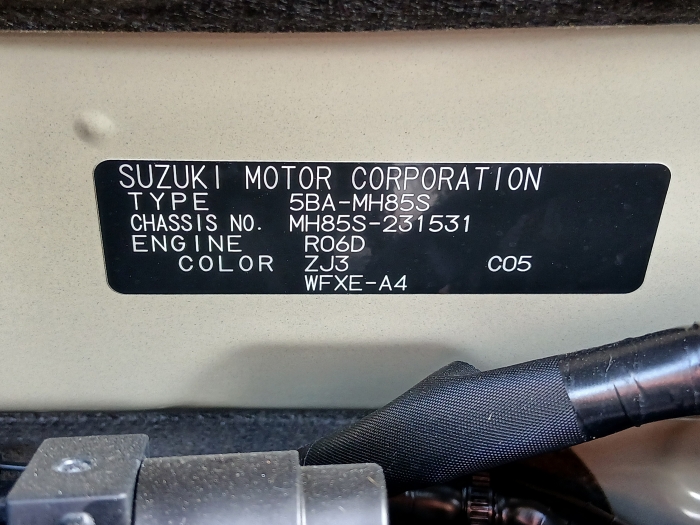 SUZUKI MOTOR CORPORATION
TYPE 5BA-MH85S
CHASSIS NO. MH85S-231531
ENGINE R06D
COLOR ZJ3 C05
WFXE-A4